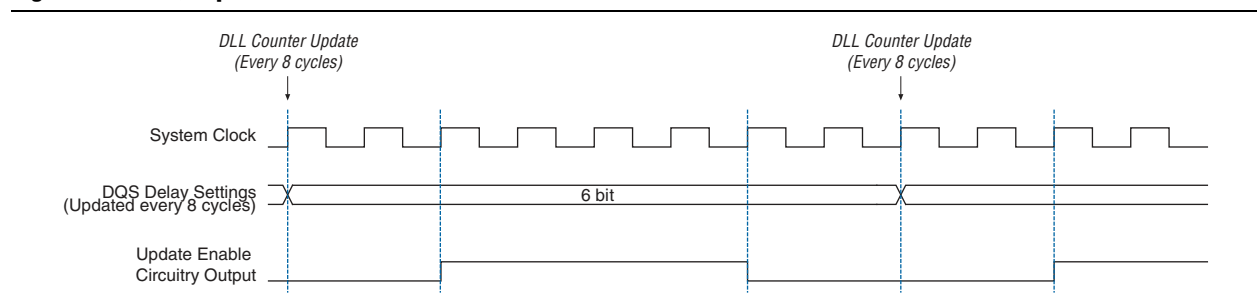 DLL Counter Update
(Every 8 cycles)
DLL Counter Update
(Every 8 cycles)
System Clock
DQS Delay Settings
(Updated every 8 cycles)
6 bit
Update Enable
Circuitry Output